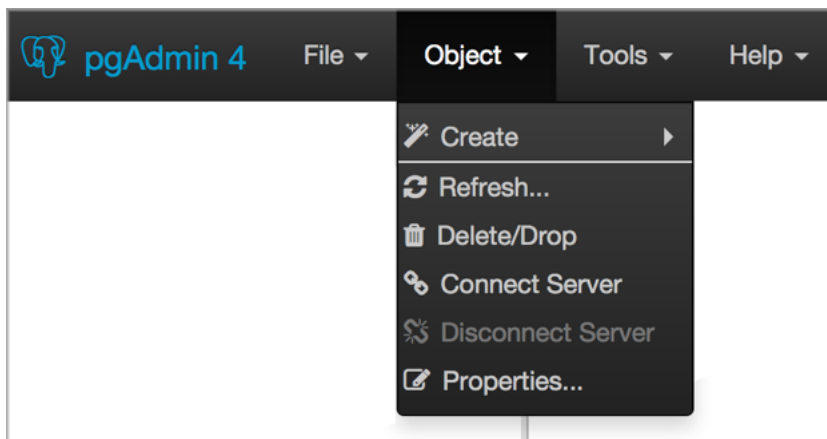 pgAdmin 4 File Object Tools Help
Create
Refresh...
Delete/Drop
Connect Server
Disconnect Server
Properties...